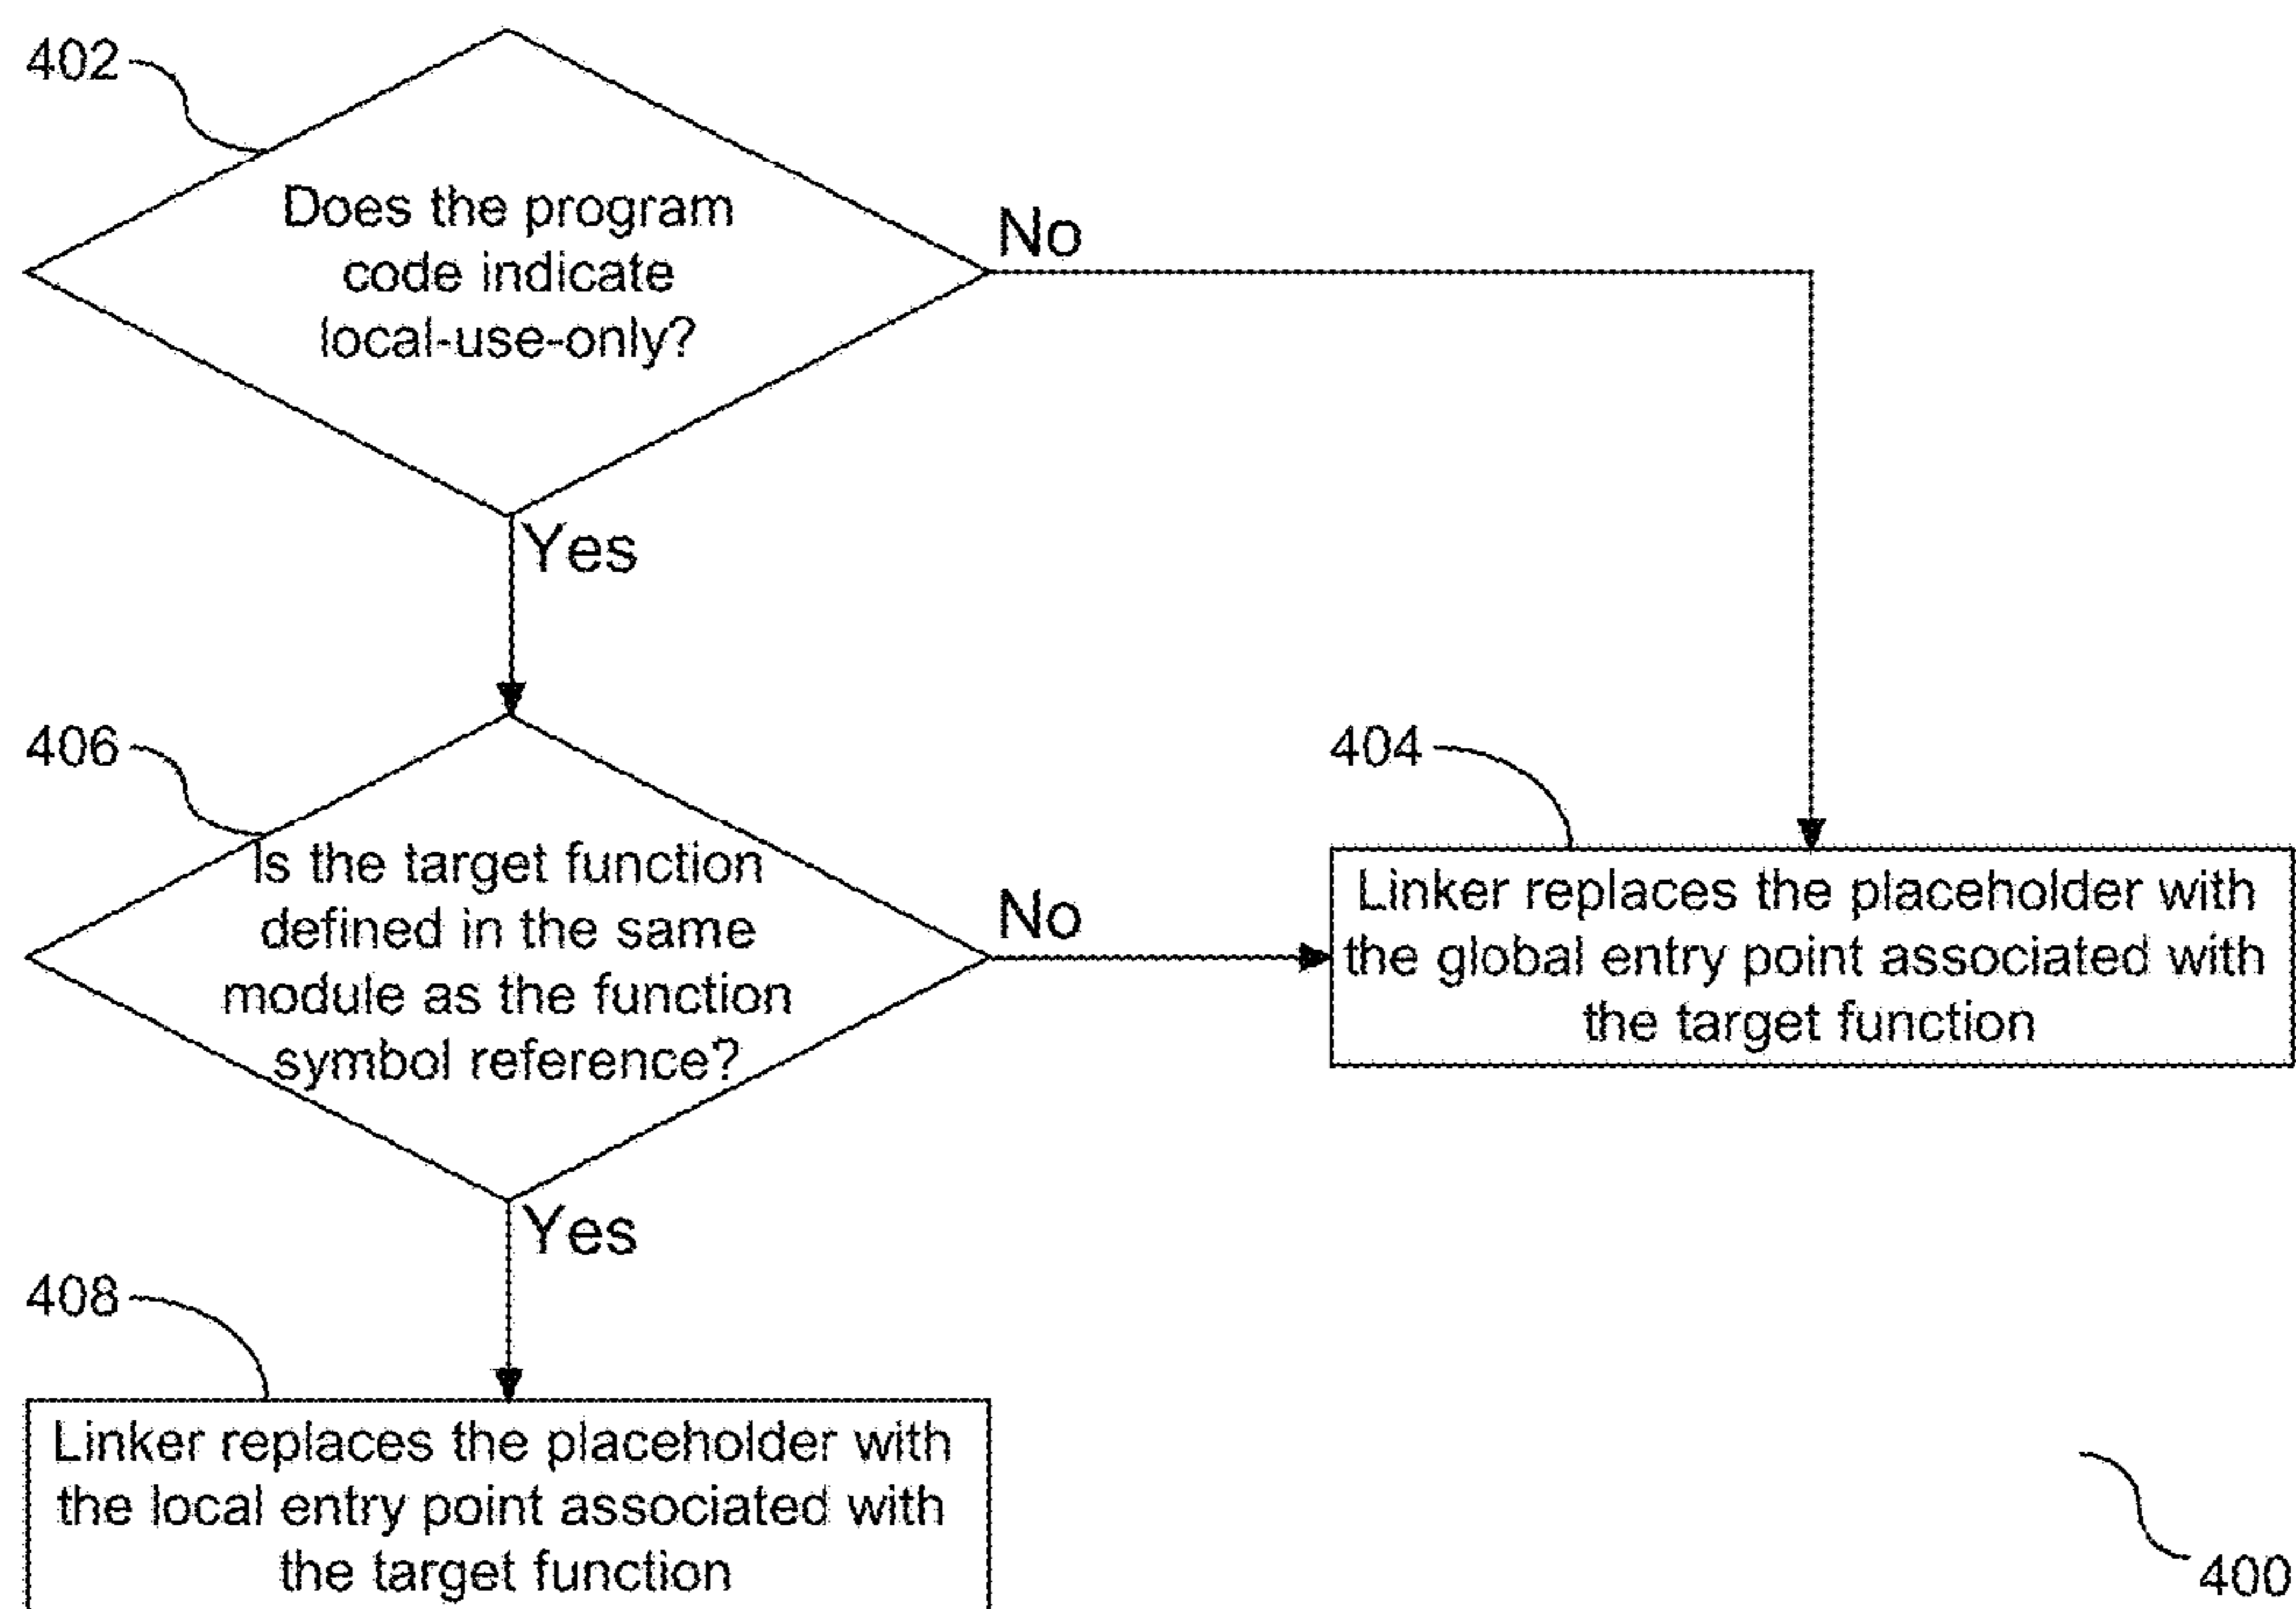 402
Does the program
code indicate
local-use-only?
No
Yes
406
Is the target function
defined in the same
module as the function
symbol reference?
No
404
Linker replaces the placeholder with
the global entry point associated with
the target function
Yes
408
Linker replaces the placeholder with
the local entry point associated with
the target function
400